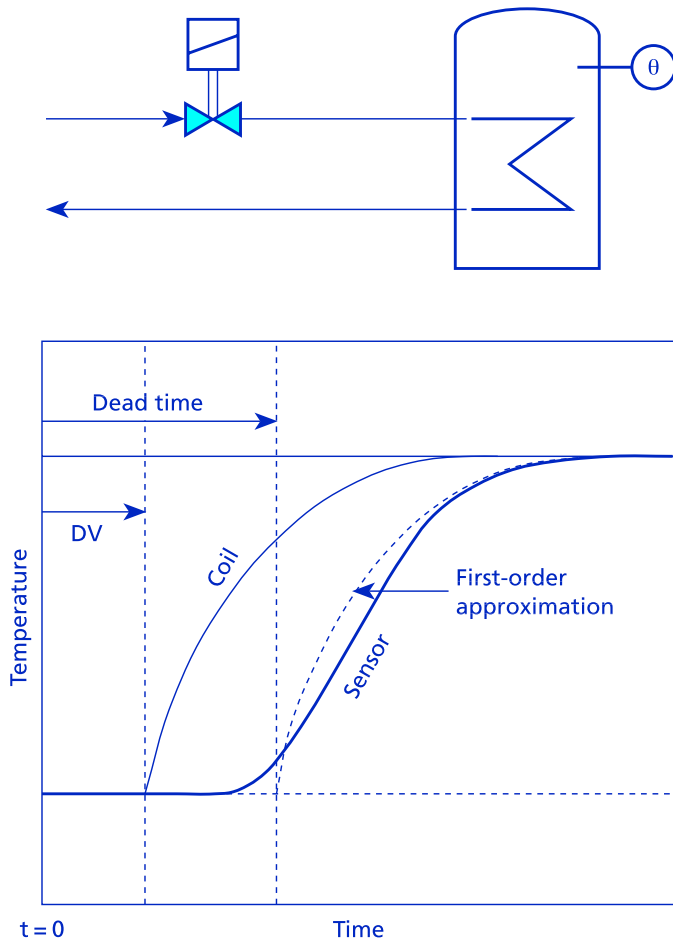 θ
Dead time
DV
Coil
First-order
approximation
Sensor
Temperature
t = 0
Time